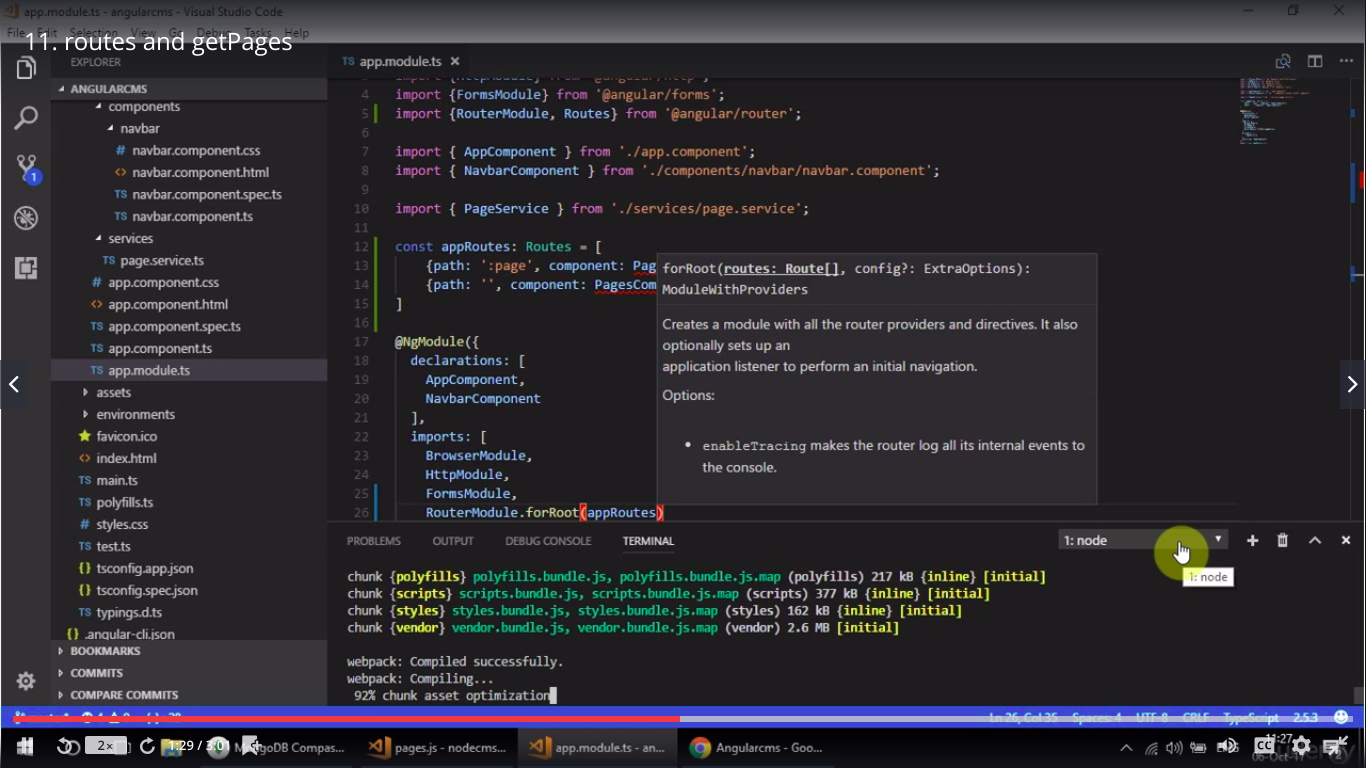 app.module.ts - angularcms - Visual Studio Code
File Edit Selection View Go Debug Tasks Help
11. routes and getPages
EXPLORER
ANGULARCMS
components
navbar
# navbar.component.css
<> navbar.component.html
TS navbar.component.spec.ts
TS navbar.component.ts
services
TS page.service.ts
# app.component.css
<> app.component.html
TS app.component.spec.ts
TS app.component.ts
TS app.module.ts
assets
environments
favicon.ico
<> index.html
TS main.ts
TS polyfills.ts
# styles.css
TS test.ts
{} tsconfig.app.json
{} tsconfig.spec.json
TS typings.d.ts
{} .angular-cli.json
BOOKMARKS
COMMITS
COMPARE COMMITS
1
TS app.module.ts ×
4 import {FormsModule} from '@angular/forms';
5 import {RouterModule, Routes} from '@angular/router';
6
7 import { AppComponent } from './app.component';
8 import { NavbarComponent } from './components/navbar/navbar.component';
9
10 import { PageService } from './services/page.service';
11
12 const appRoutes: Routes = [
13 {path: ':page', component: Pag
14 {path: '', component: PagesCom
15 ]
16
17 @NgModule({
18 declarations: [
19 AppComponent,
20 NavbarComponent
21 ],
22 imports: [
23 BrowserModule,
24 HttpModule,
25 FormsModule,
26 RouterModule.forRoot(appRoutes)
forRoot(routes: Route[], config?: ExtraOptions):
ModuleWithProviders
Creates a module with all the router providers and directives. It also
optionally sets up an
application listener to perform an initial navigation.
Options:
• enableTracing makes the router log all its internal events to
the console.
PROBLEMS OUTPUT DEBUG CONSOLE TERMINAL
1: node
1: node
chunk {polyfills} polyfills.bundle.js, polyfills.bundle.js.map (polyfills) 217 kB {inline} [initial]
chunk {scripts} scripts.bundle.js, scripts.bundle.js.map (scripts) 377 kB {inline} [initial]
chunk {styles} styles.bundle.js, styles.bundle.js.map (styles) 162 kB {inline} [initial]
chunk {vendor} vendor.bundle.js, vendor.bundle.js.map (vendor) 2.6 MB [initial]
webpack: Compiled successfully.
webpack: Compiling...
92% chunk asset optimization
Ln 26, Col 35 Spaces: 4 UTF-8 CRLF TypeScript 2.5.3
2x 1:29 / 3:01
DB Compas...
pages.js - nodecms...
app.module.ts - an...
Angularcms - Goo...
CC
11:27
06-Oct-17